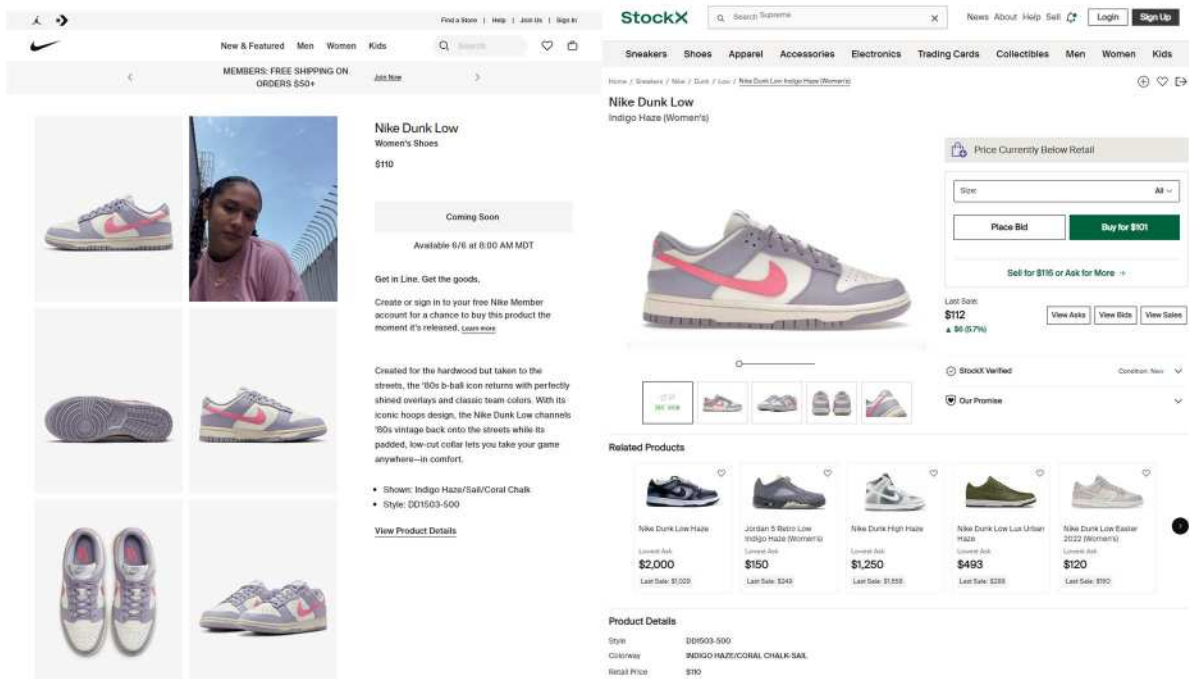 Find a Store | Help | Join Us | Sign In
New & Featured Men Women Kids
Search
MEMBERS: FREE SHIPPING ON
ORDERS $50+
Join Now
Nike Dunk Low
Women's Shoes
$110
Coming Soon
Available 6/6 at 8:00 AM MDT
Get in Line. Get the goods.
Create or sign in to your free Nike Member
account for a chance to buy this product the
moment it's released. Learn more
Created for the hardwood but taken to the
streets, the '80s b-ball icon returns with perfectly
shined overlays and classic team colors. With its
iconic hoops design, the Nike Dunk Low channels
'80s vintage back onto the streets while its
padded, low-cut collar lets you take your game
anywhere—in comfort.
• Shown: Indigo Haze/Sail/Coral Chalk
• Style: DD1503-500
View Product Details
StockX
Search Supreme
News About Help Sell
Login
Sign Up
Sneakers Shoes Apparel Accessories Electronics Trading Cards Collectibles Men Women Kids
Home / Sneakers / Nike / Dunk / Low / Nike Dunk Low Indigo Haze (Women's)
Nike Dunk Low
Indigo Haze (Women's)
Price Currently Below Retail
Size: All
Place Bid
Buy for $101
Sell for $116 or Ask for More →
Last Sale:
$112
▲ $6 (5.7%)
View Asks View Bids View Sales
StockX Verified Condition: New
Our Promise
Related Products
Nike Dunk Low Haze
Lowest Ask
$2,000
Last Sale: $1,029
Jordan 5 Retro Low
Indigo Haze (Women's)
Lowest Ask
$150
Last Sale: $249
Nike Dunk High Haze
Lowest Ask
$1,250
Nike Dunk Low Lux Urban
Haze
Lowest Ask
$493
Nike Dunk Low Easter
2022 (Women's)
Lowest Ask
$120
Product Details
Style DD1503-500
Colorway INDIGO HAZE/CORAL CHALK-SAIL
Retail Price $110